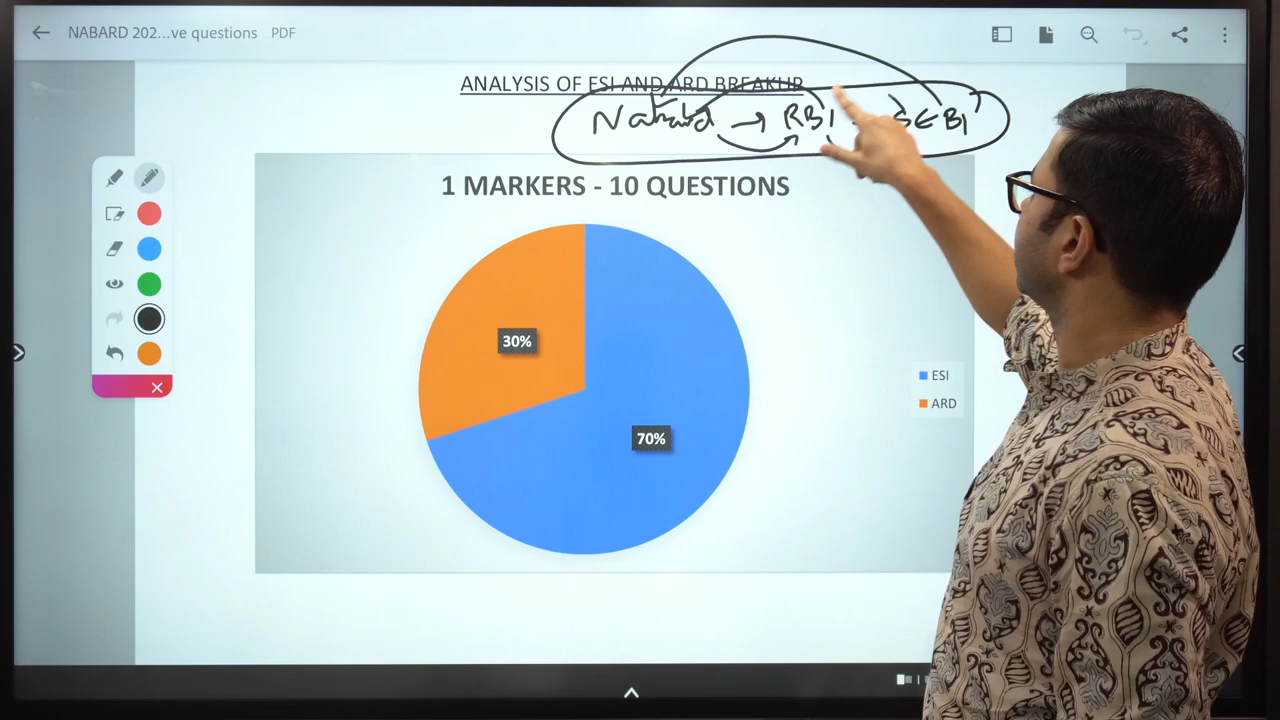 NABARD 202...ve questions PDF
ANALYSIS OF ESI AND ARD BREAKUP
Nabard → RBI SEBI
1 MARKERS - 10 QUESTIONS
30%
70%
ESI
ARD